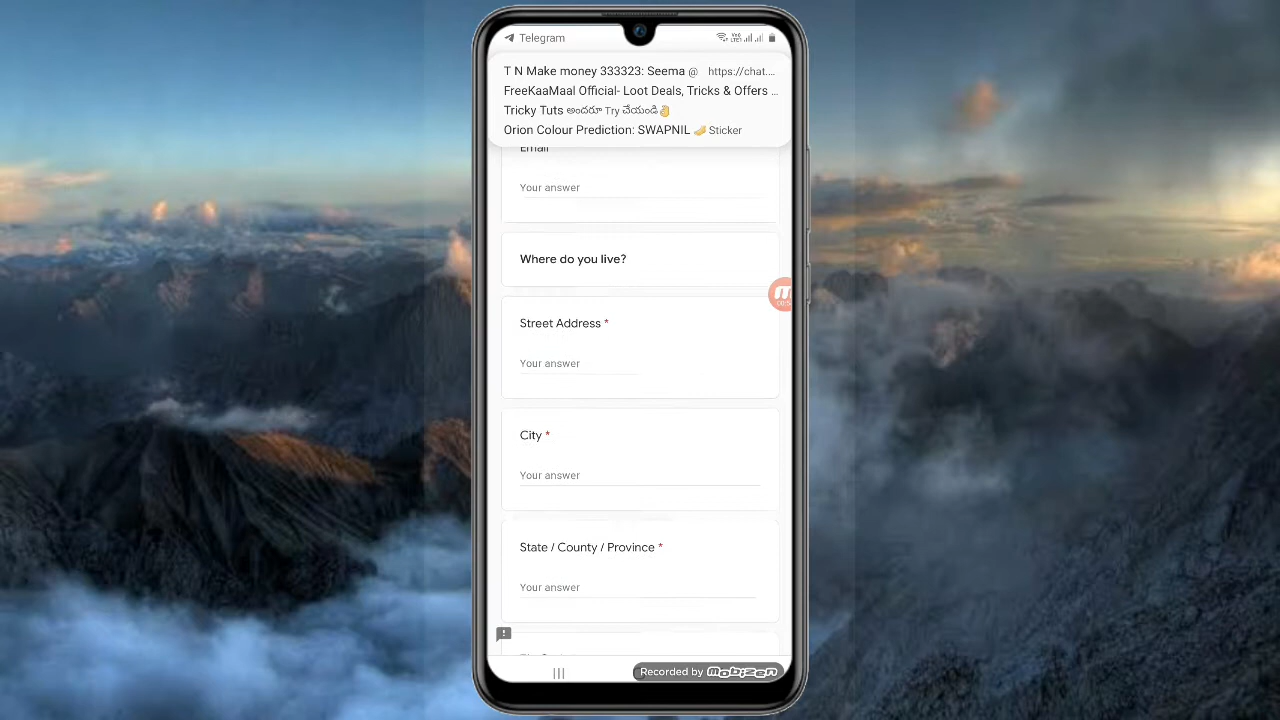 Telegram
T N Make money 333323: Seema @ https://chat....
FreeKaaMaal Official- Loot Deals, Tricks & Offers ...
Tricky Tuts అందరూ Try చేయండి🤚
Orion Colour Prediction: SWAPNIL 🤝 Sticker
Email
Your answer
Where do you live?
Street Address *
Your answer
City *
Your answer
State / County / Province *
Your answer
Recorded by mobizen